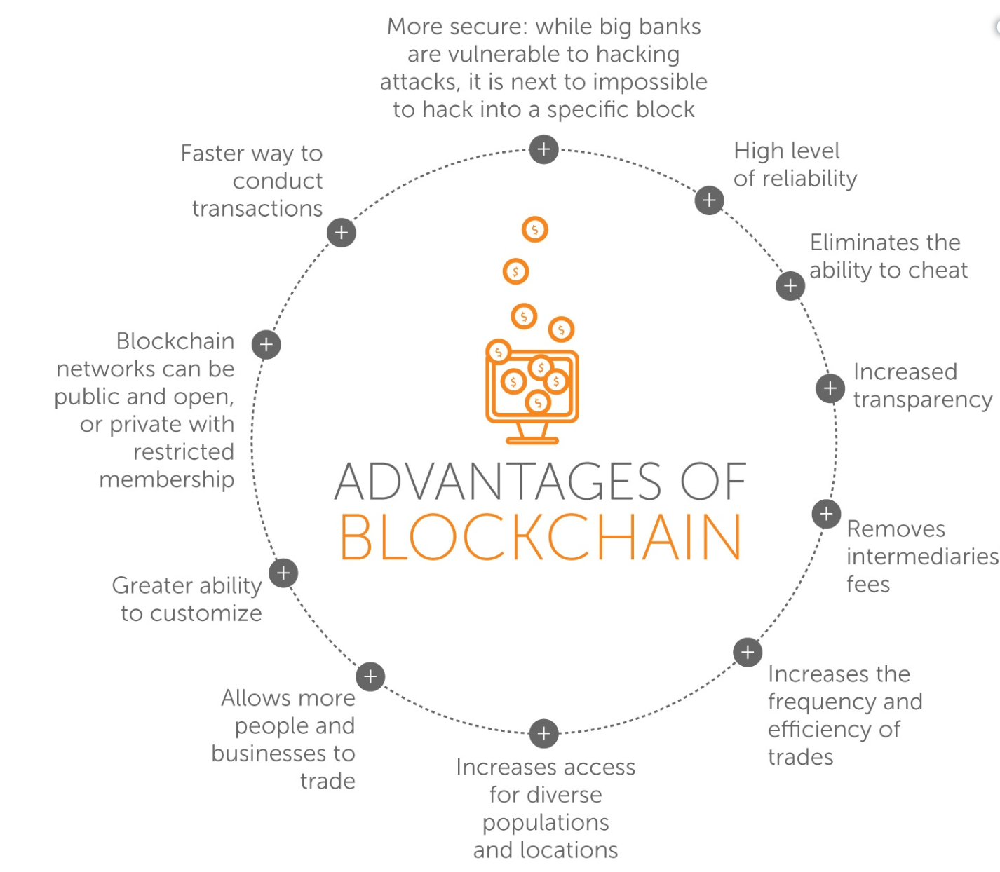 More secure: while big banks
are vulnerable to hacking
attacks, it is next to impossible
to hack into a specific block
High level
of reliability
Eliminates the
ability to cheat
Increased
transparency
Removes
intermediaries
fees
Increases the
frequency and
efficiency of
trades
Increases access
for diverse
populations
and locations
Allows more
people and
businesses to
trade
Greater ability
to customize
Blockchain
networks can be
public and open,
or private with
restricted
membership
Faster way to
conduct
transactions
ADVANTAGES OF
BLOCKCHAIN